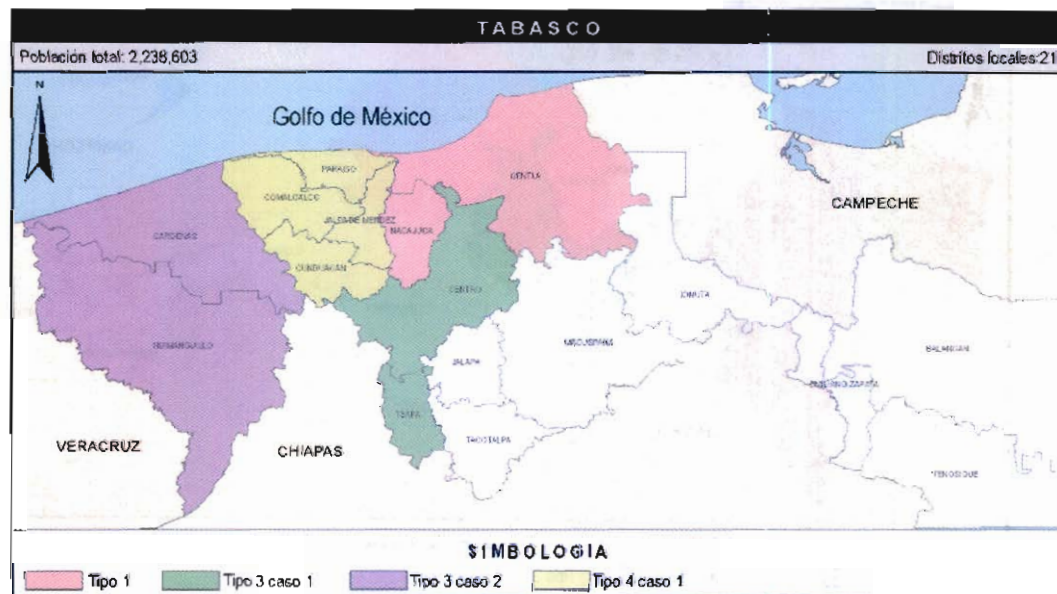 TABASCO
Población total: 2,238,603
Distritos locales:21
N
Golfo de México
PARAISO
CENTLA
COMALCALCO
CAMPECHE
JALPA DE MENDEZ
NACAJUCA
CARDENAS
CUNDUACAN
CENTRO
JONUTA
HUIMANGUILLO
MACUSPANA
JALAPA
BALANCAN
EMILIANO ZAPATA
TEAPA
VERACRUZ
CHIAPAS
TACOTALPA
TENOSIQUE
SIMBOLOGIA
Tipo 1
Tipo 3 caso 1
Tipo 3 caso 2
Tipo 4 caso 1